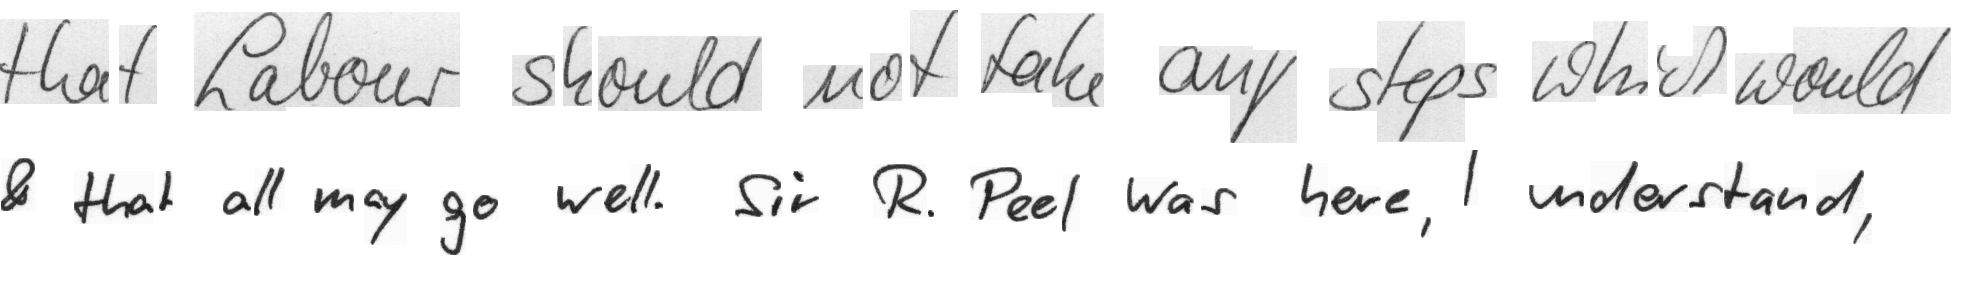 that Labour should not take any steps which would
& that all may go well. Sir R. Peel was here, I understand,